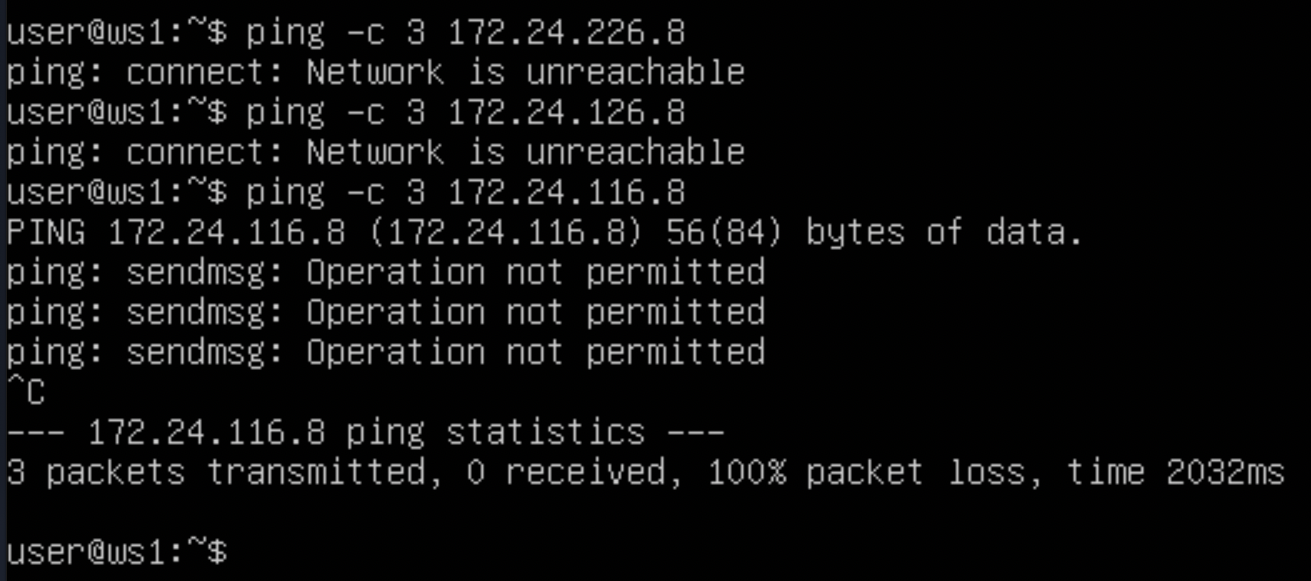 user@ws1:~$ ping -c 3 172.24.226.8
ping: connect: Network is unreachable
user@ws1:~$ ping -c 3 172.24.126.8
ping: connect: Network is unreachable
user@ws1:~$ ping -c 3 172.24.116.8
PING 172.24.116.8 (172.24.116.8) 56(84) bytes of data.
ping: sendmsg: Operation not permitted
ping: sendmsg: Operation not permitted
ping: sendmsg: Operation not permitted
^C
--- 172.24.116.8 ping statistics ---
3 packets transmitted, 0 received, 100% packet loss, time 2032ms
user@ws1:~$